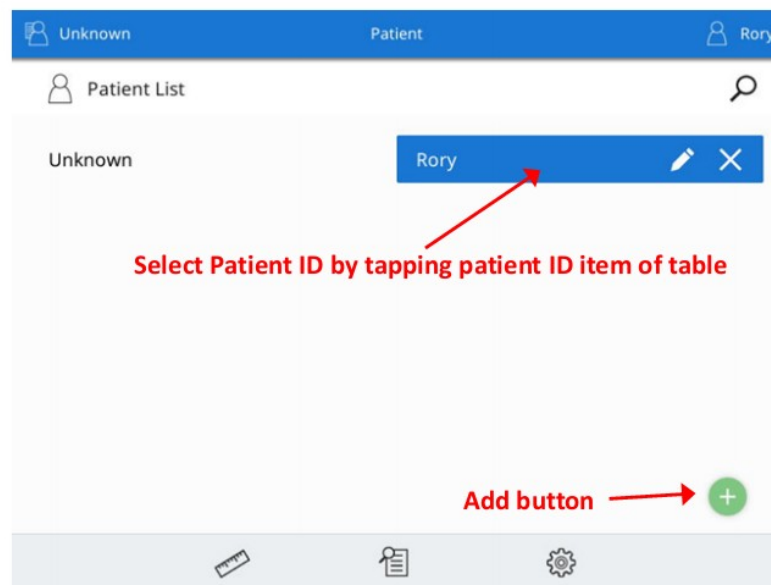 Unknown Patient Rory
Patient List
Unknown Rory
Select Patient ID by tapping patient ID item of table
Add button